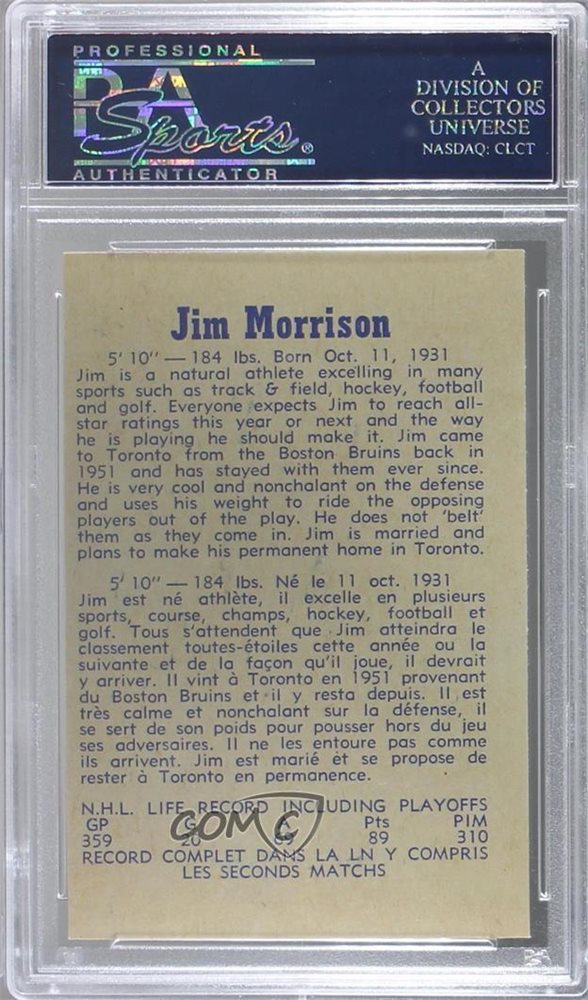 PROFESSIONAL
PSA
Sports®
AUTHENTICATOR
A
DIVISION OF
COLLECTORS
UNIVERSE
NASDAQ: CLCT
Jim Morrison
5' 10" — 184 lbs. Born Oct. 11, 1931
Jim is a natural athlete excelling in many
sports such as track & field, hockey, football
and golf. Everyone expects Jim to reach all-
star ratings this year or next and the way
he is playing he should make it. Jim came
to Toronto from the Boston Bruins back in
1951 and has stayed with them ever since.
He is very cool and nonchalant on the defense
and uses his weight to ride the opposing
players out of the play. He does not 'belt'
them as they come in. Jim is married and
plans to make his permanent home in Toronto.
5' 10" — 184 lbs. Né le 11 oct. 1931
Jim est né athlète, il excelle en plusieurs
sports, course, champs, hockey, football et
golf. Tous s'attendent que Jim atteindra le
classement toutes-étoiles cette année ou la
suivante et de la façon qu'il joue, il devrait
y arriver. Il vint à Toronto en 1951 provenant
du Boston Bruins et il y resta depuis. Il est
très calme et nonchalant sur la défense, il
se sert de son poids pour pousser hors du jeu
ses adversaires. Il ne les entoure pas comme
ils arrivent. Jim est marié èt se propose de
rester à Toronto en permanence.
N.H.L. LIFE RECORD INCLUDING PLAYOFFS
GP G A Pts PIM
359 20 69 89 310
RECORD COMPLET DANS LA LN Y COMPRIS
LES SECONDS MATCHS
COMC